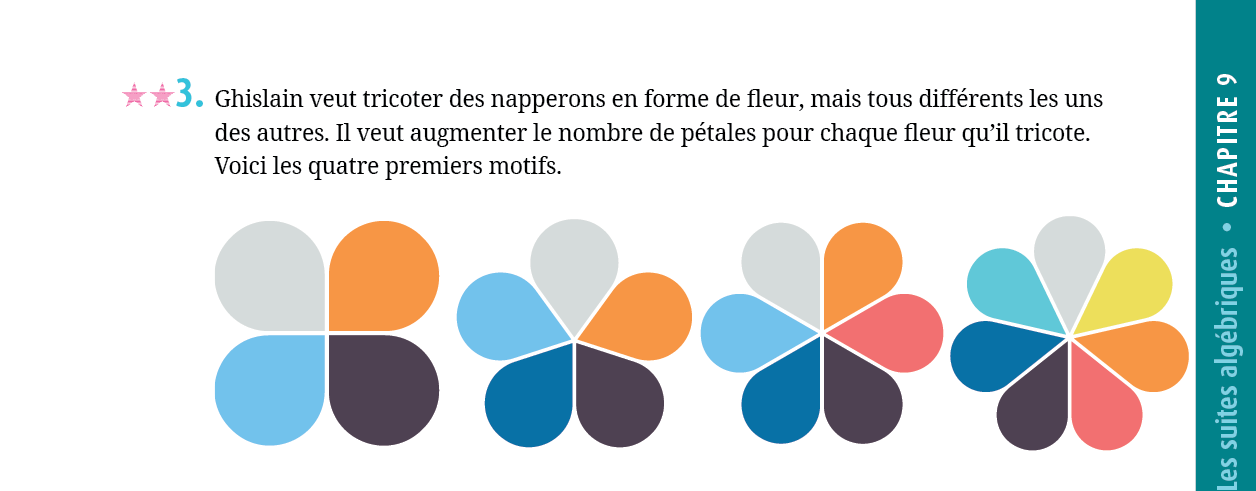 ★★3. Ghislain veut tricoter des napperons en forme de fleur, mais tous différents les uns
des autres. Il veut augmenter le nombre de pétales pour chaque fleur qu’il tricote.
Voici les quatre premiers motifs.
Les suites algébriques • CHAPITRE 9